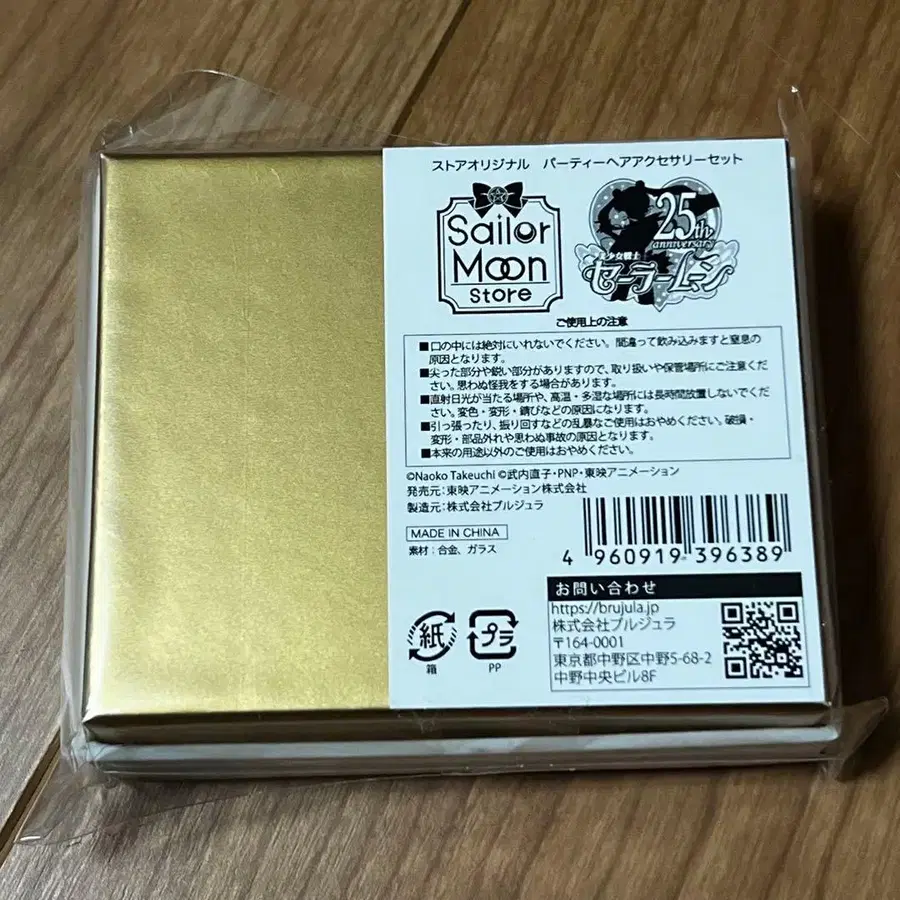 ストアオリジナル パーティーヘアアクセサリーセット
Sailor
Moon
Store
25th
anniversary
美少女戦士
セーラームーン
ご使用上の注意
■口の中には絶対にいれないでください。間違って飲み込みますと窒息の
原因となります。
■尖った部分や鋭い部分がありますので、取り扱いや保管場所にご注意くだ
さい。思わぬ怪我をする場合があります。
■直射日光が当たる場所や、高温・多湿な場所には長時間放置しないでくだ
さい。変色・変形・錆びなどの原因になります。
■引っ張ったり、振り回すなどの乱暴なご使用はおやめください。破損・
変形・部品外れや思わぬ事故の原因となります。
■本来の用途以外のご使用はおやめください。
©Naoko Takeuchi ©武内直子・PNP・東映アニメーション
発売元：東映アニメーション株式会社
製造元：株式会社ブルジュラ
MADE IN CHINA
素材：合金、ガラス
4 960919 396389
紙
箱
プラ
PP
お問い合わせ
https://brujula.jp
株式会社ブルジュラ
〒164-0001
東京都中野区中野5-68-2
中野中央ビル8F